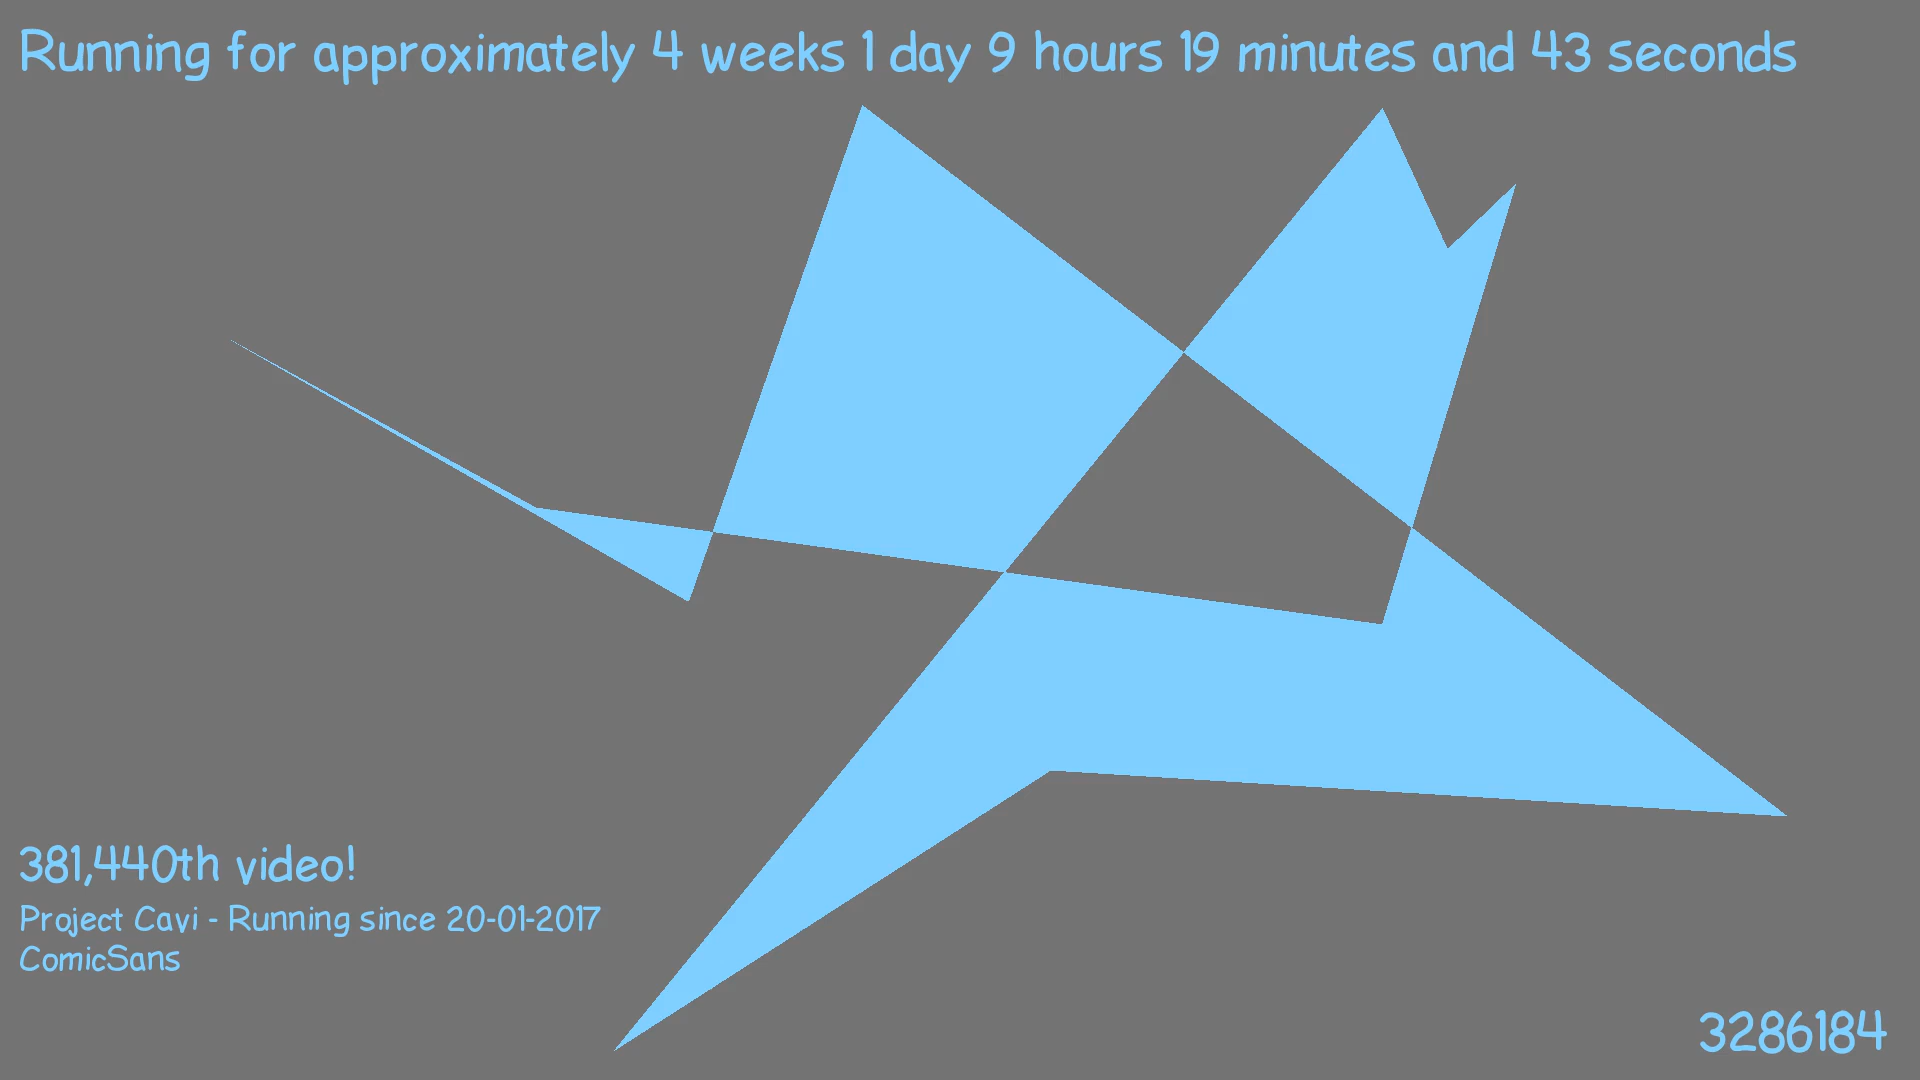 Running for approximately 4 weeks 1 day 9 hours 19 minutes and 43 seconds
381,440th video!
Project Cavi - Running since 20-01-2017
ComicSans
3286184